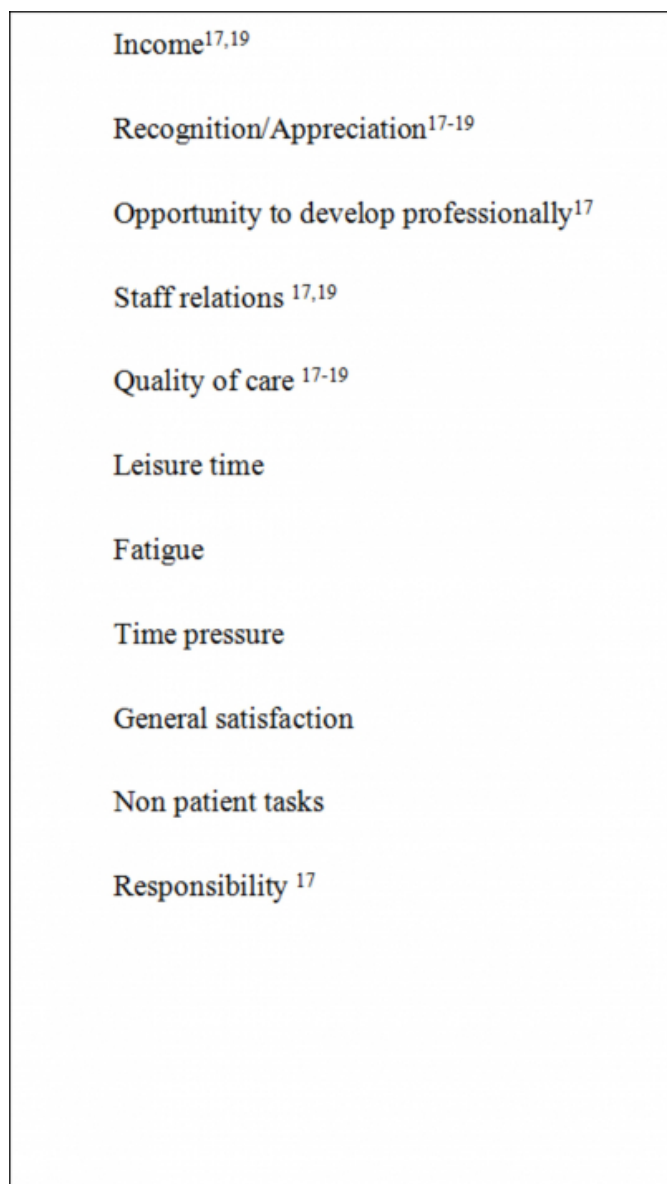 Income17,19
Recognition/Appreciation17-19
Opportunity to develop professionally17
Staff relations 17,19
Quality of care 17-19
Leisure time
Fatigue
Time pressure
General satisfaction
Non patient tasks
Responsibility 17